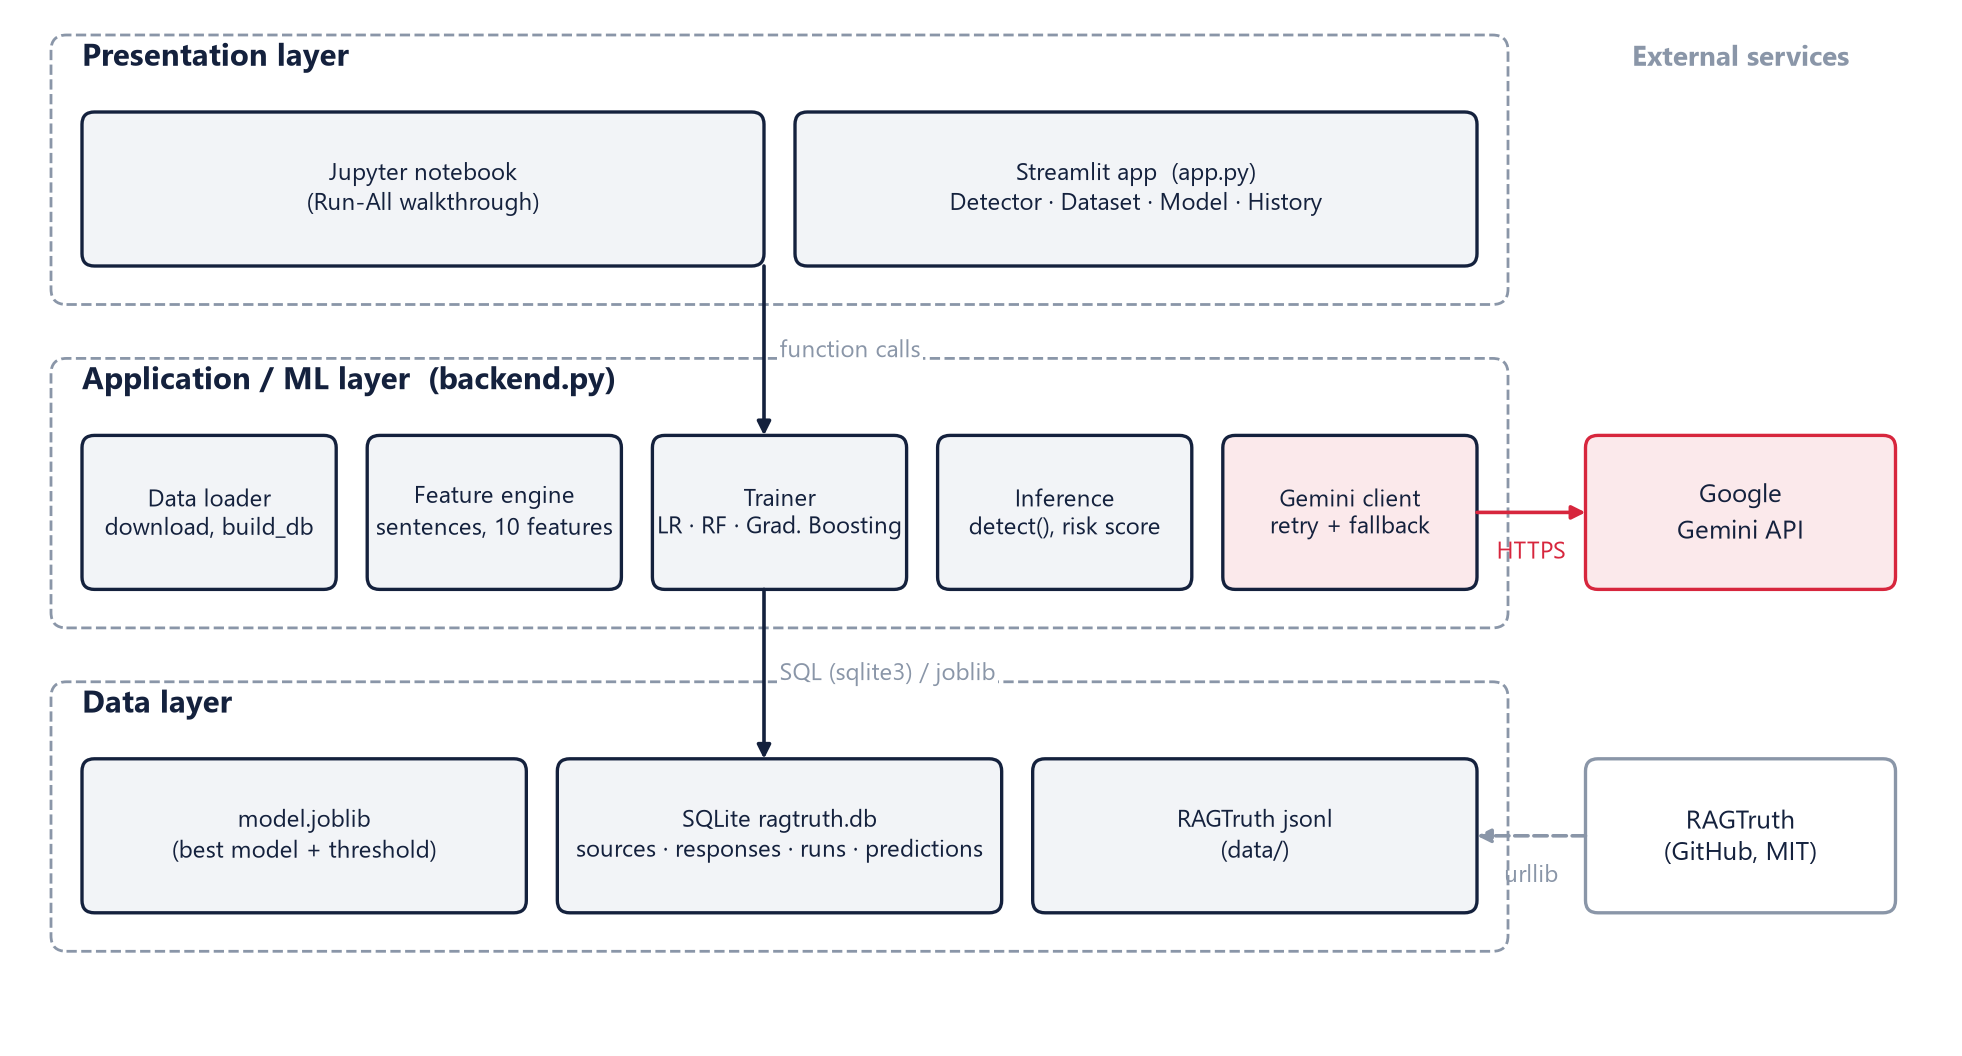 Presentation layer
External services
Jupyter notebook
(Run-All walkthrough)
Streamlit app  (app.py)
Detector · Dataset · Model · History
function calls
Application / ML layer  (backend.py)
Data loader
download, build_db
Feature engine
sentences, 10 features
Trainer
LR · RF · Grad. Boosting
Inference
detect(), risk score
Gemini client
retry + fallback
HTTPS
Google
Gemini API
SQL (sqlite3) / joblib
Data layer
model.joblib
(best model + threshold)
SQLite ragtruth.db
sources · responses · runs · predictions
RAGTruth jsonl
(data/)
urllib
RAGTruth
(GitHub, MIT)